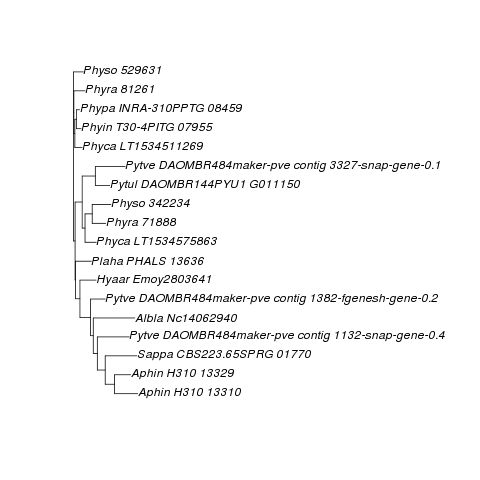 Physo 529631
Phyra 81261
Phypa INRA-310PPTG 08459
Phyin T30-4PITG 07955
Phyca LT1534511269
Pytve DAOMBR484maker-pve contig 3327-snap-gene-0.1
Pytul DAOMBR144PYU1 G011150
Physo 342234
Phyra 71888
Phyca LT1534575863
Plaha PHALS 13636
Hyaar Emoy2803641
Pytve DAOMBR484maker-pve contig 1382-fgenesh-gene-0.2
Albla Nc14062940
Pytve DAOMBR484maker-pve contig 1132-snap-gene-0.4
Sappa CBS223.65SPRG 01770
Aphin H310 13329
Aphin H310 13310